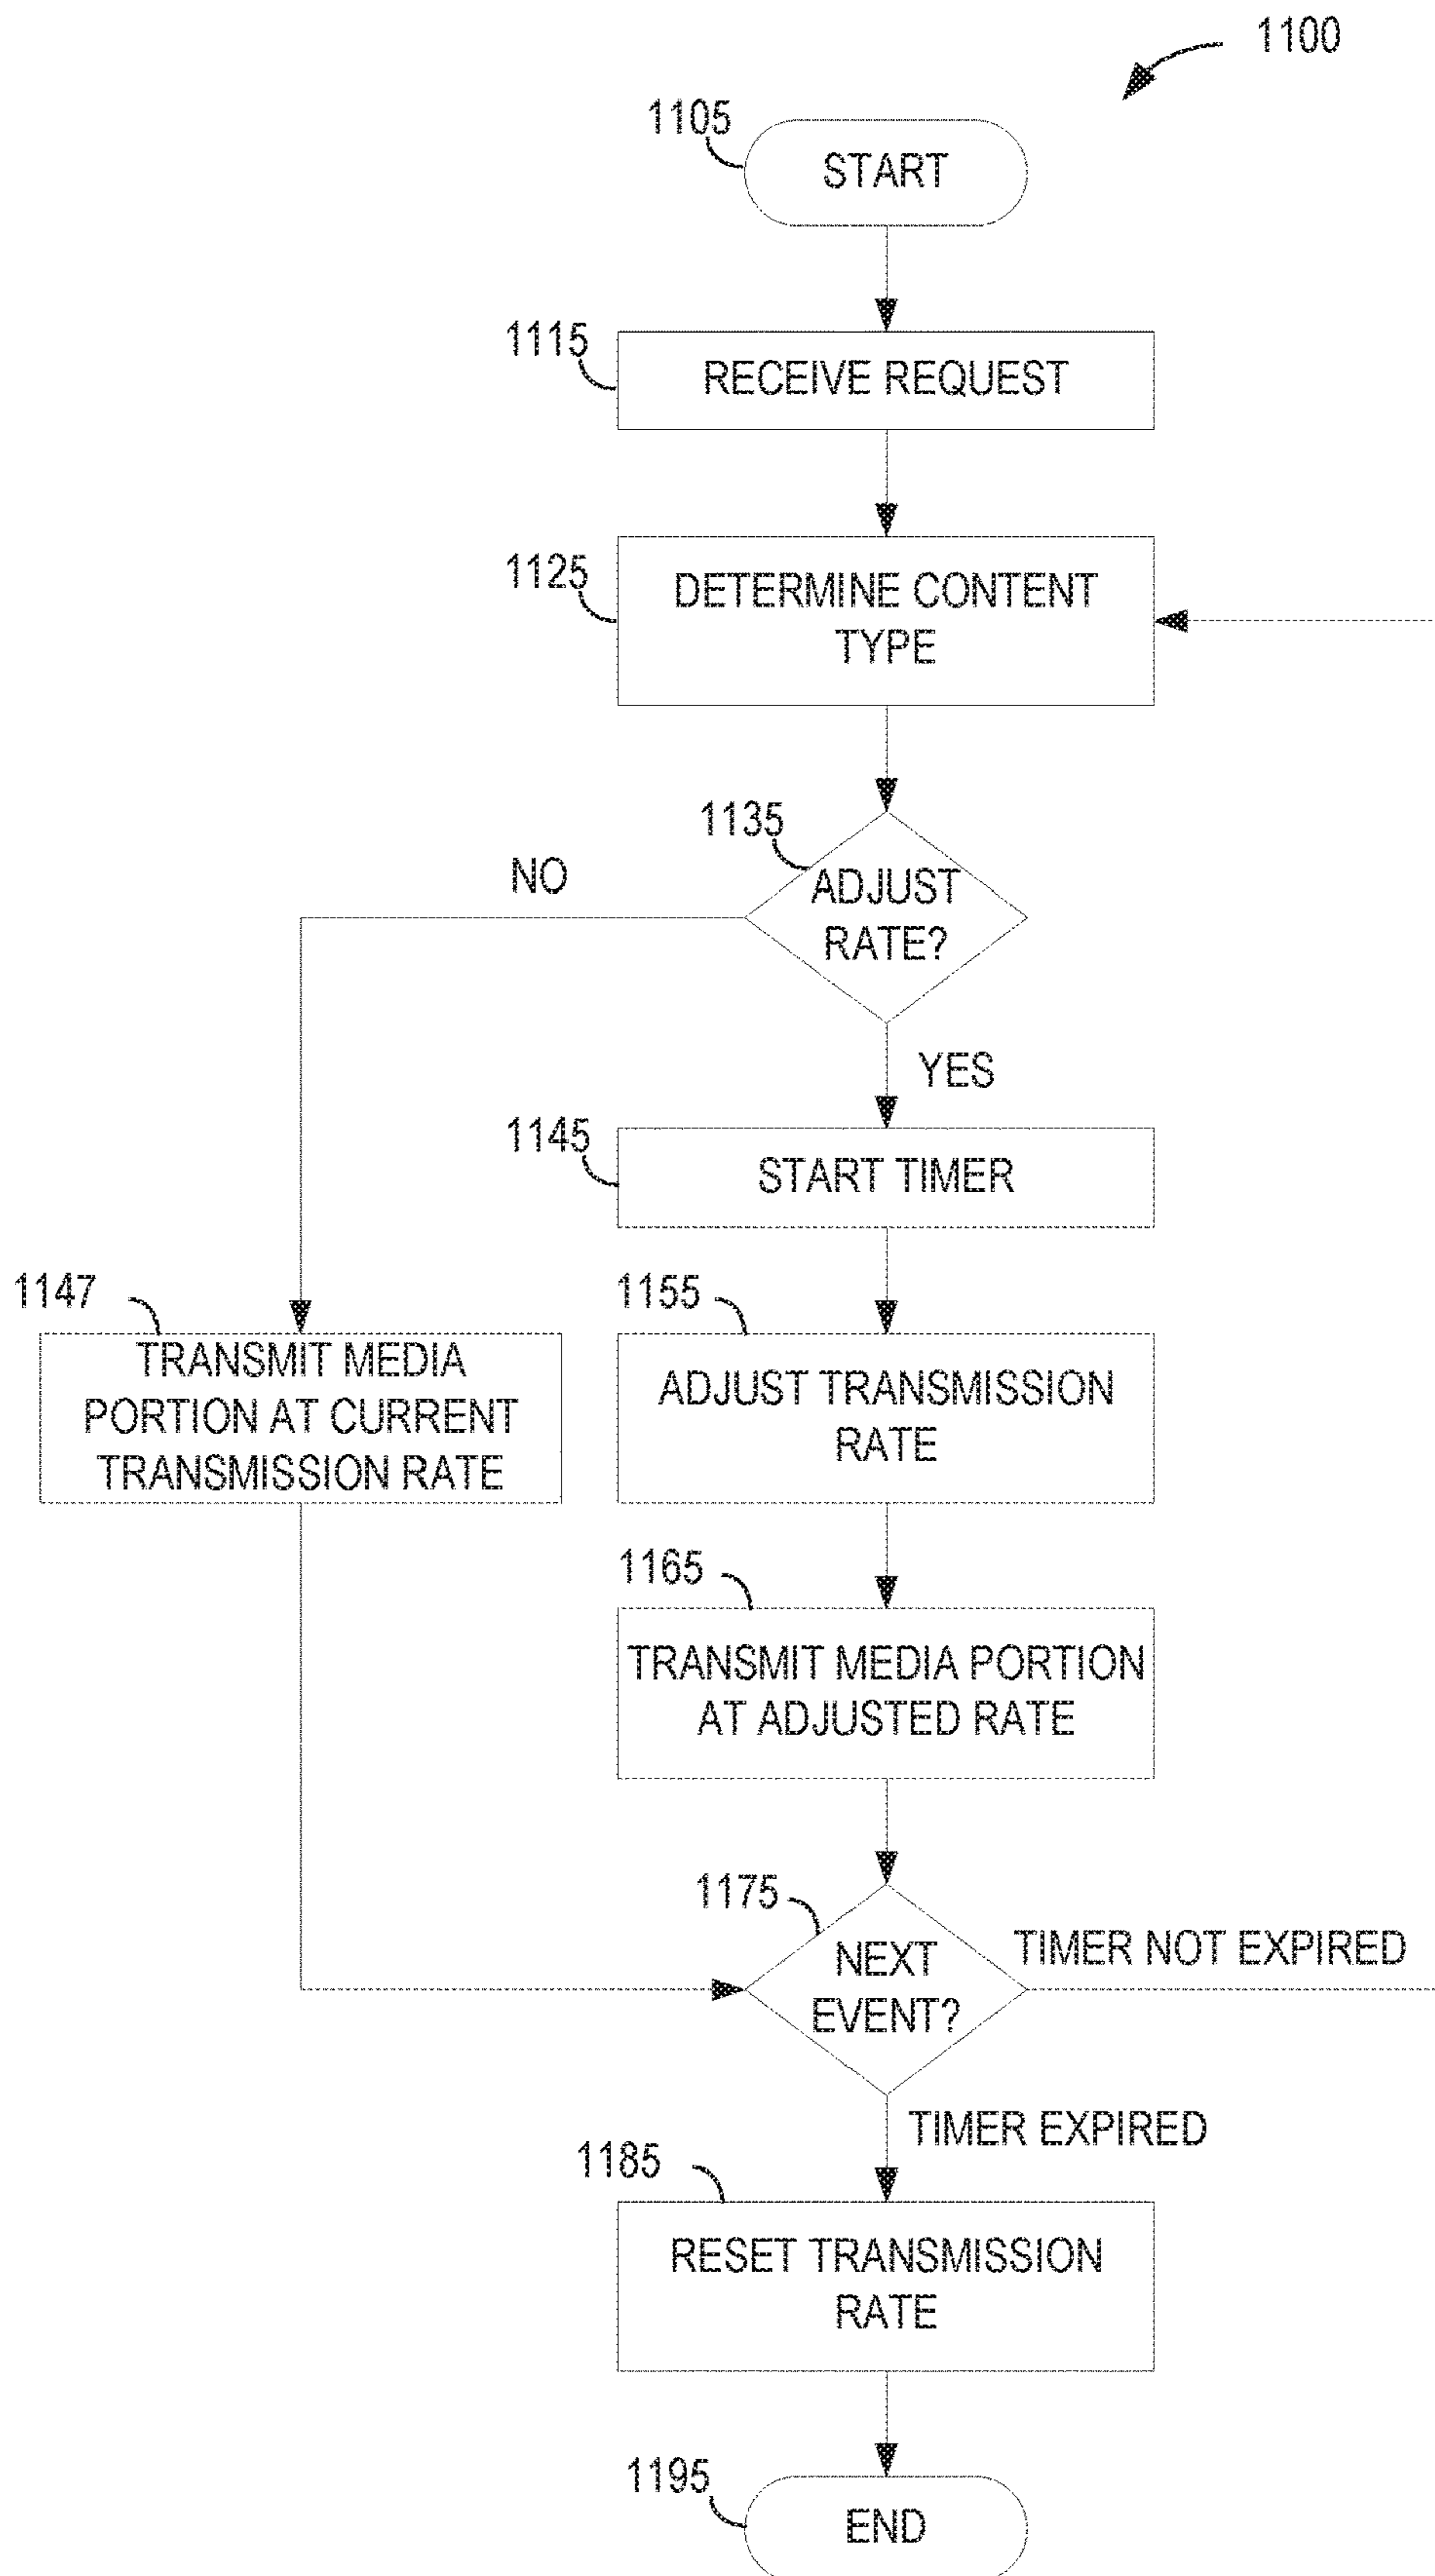 1100
1105
START
1115
RECEIVE REQUEST
1125
DETERMINE CONTENT
TYPE
1135
NO
ADJUST
RATE?
YES
1145
START TIMER
1147
TRANSMIT MEDIA
PORTION AT CURRENT
TRANSMISSION RATE
1155
ADJUST TRANSMISSION
RATE
1165
TRANSMIT MEDIA PORTION
AT ADJUSTED RATE
1175
NEXT
EVENT?
TIMER NOT EXPIRED
TIMER EXPIRED
1185
RESET TRANSMISSION
RATE
1195
END